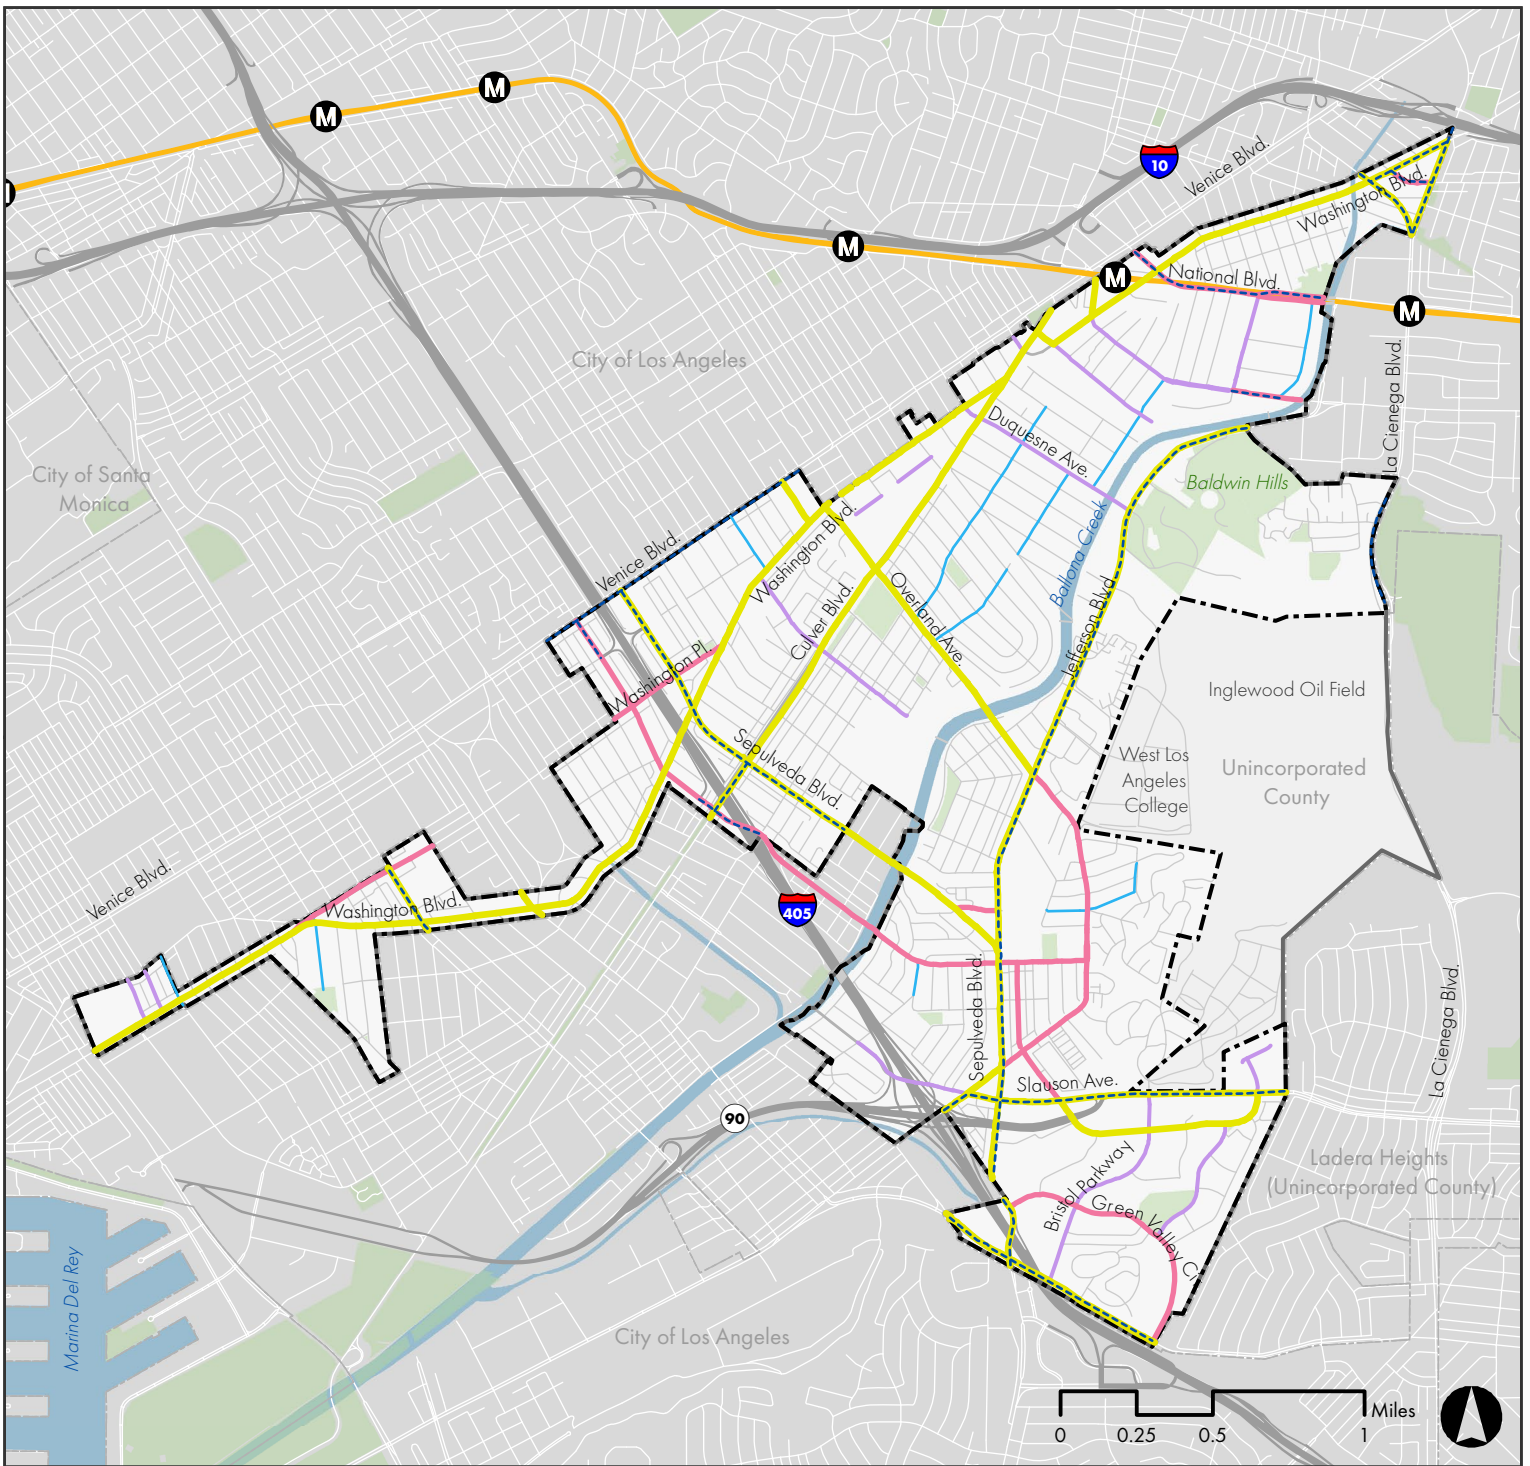 M
M
10
Venice Blvd.
Washington Blvd.
M
M
National Blvd.
M
City of Los Angeles
La Cienega Blvd.
Duquesne Ave.
City of Santa
Monica
Baldwin Hills
Washington Blvd.
Venice Blvd.
Ballona Creek
Overland Ave.
Culver Blvd.
Jefferson Blvd
Washington Pl.
Inglewood Oil Field
West Los
Angeles
College
Unincorporated
County
Sepulveda Blvd.
Venice Blvd.
Washington Blvd.
405
Sepulveda Blvd.
La Cienega Blvd.
Slauson Ave.
90
Bristol Parkway
Green Valley Ci
Ladera Heights
(Unincorporated County)
Marina Del Rey
City of Los Angeles
Miles
0
0.25
0.5
1